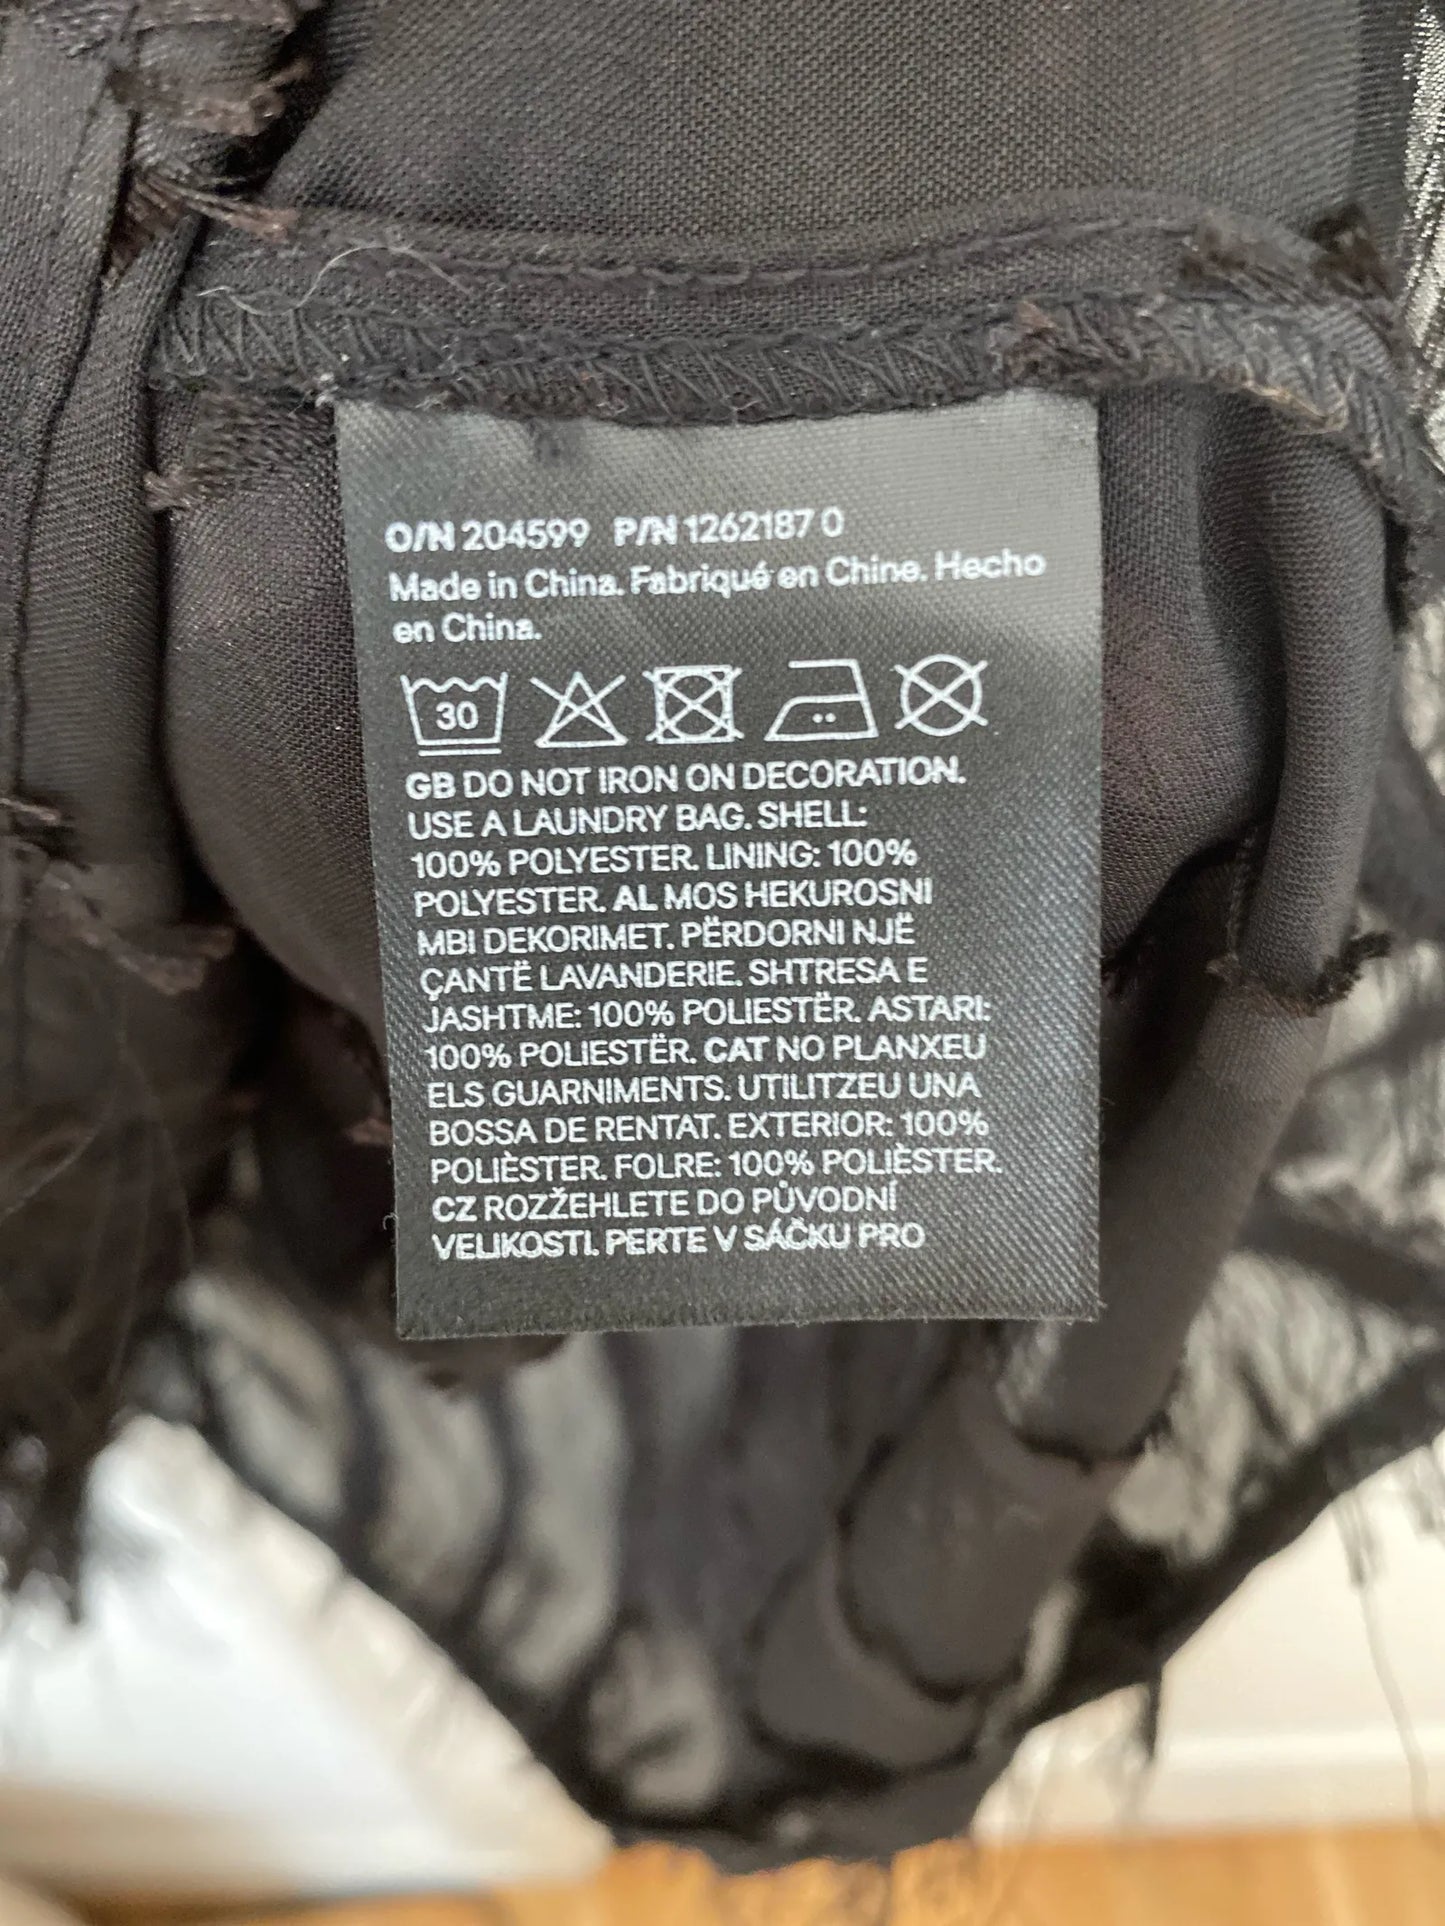 O/N 204599 P/N 1262187 0
Made in China. Fabriqué en Chine. Hecho
en China.
30
GB DO NOT IRON ON DECORATION.
USE A LAUNDRY BAG. SHELL:
100% POLYESTER. LINING: 100%
POLYESTER. AL MOS HEKUROSNI
MBI DEKORIMET. PËRDORNI NJË
ÇANTË LAVANDERIE. SHTRESA E
JASHTME: 100% POLIESTËR. ASTARI:
100% POLIESTËR. CAT NO PLANXEU
ELS GUARNIMENTS. UTILITZEU UNA
BOSSA DE RENTAT. EXTERIOR: 100%
POLIÈSTER. FOLRE: 100% POLIÈSTER.
CZ ROZŽEHLETE DO PŮVODNÍ
VELIKOSTI. PERTE V SÁČKU PRO